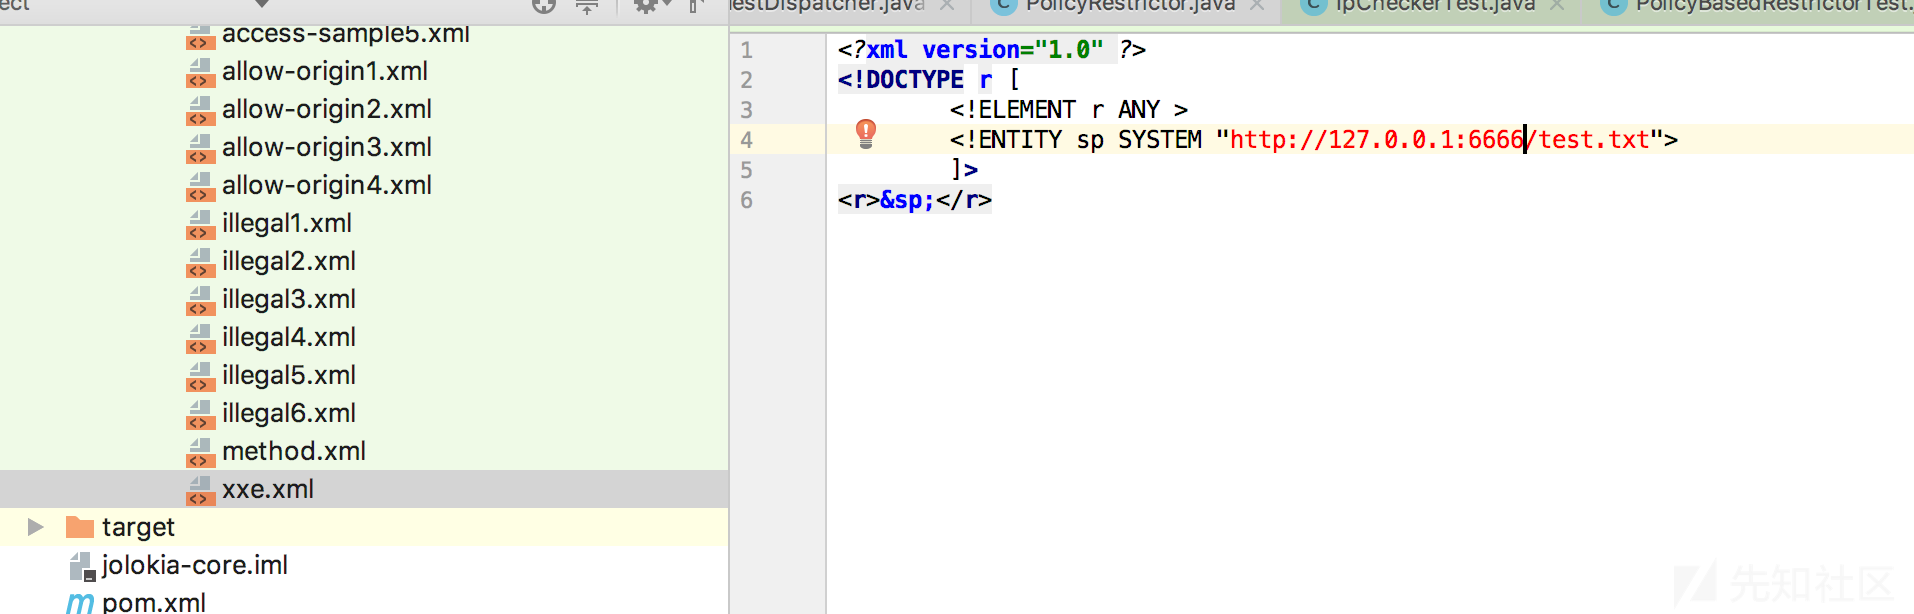 ect
access-sample5.xml
allow-origin1.xml
allow-origin2.xml
allow-origin3.xml
allow-origin4.xml
illegal1.xml
illegal2.xml
illegal3.xml
illegal4.xml
illegal5.xml
illegal6.xml
method.xml
xxe.xml
target
jolokia-core.iml
pom.xml
estDispatcher.java PolicyRestrictor.java IpCheckerTest.java PolicyBasedRestrictorTest.
1 <?xml version="1.0" ?>
2 <!DOCTYPE r [
3 <!ELEMENT r ANY >
4 <!ENTITY sp SYSTEM "http://127.0.0.1:6666/test.txt">
5 ]>
6 <r>&sp;</r>
先知社区